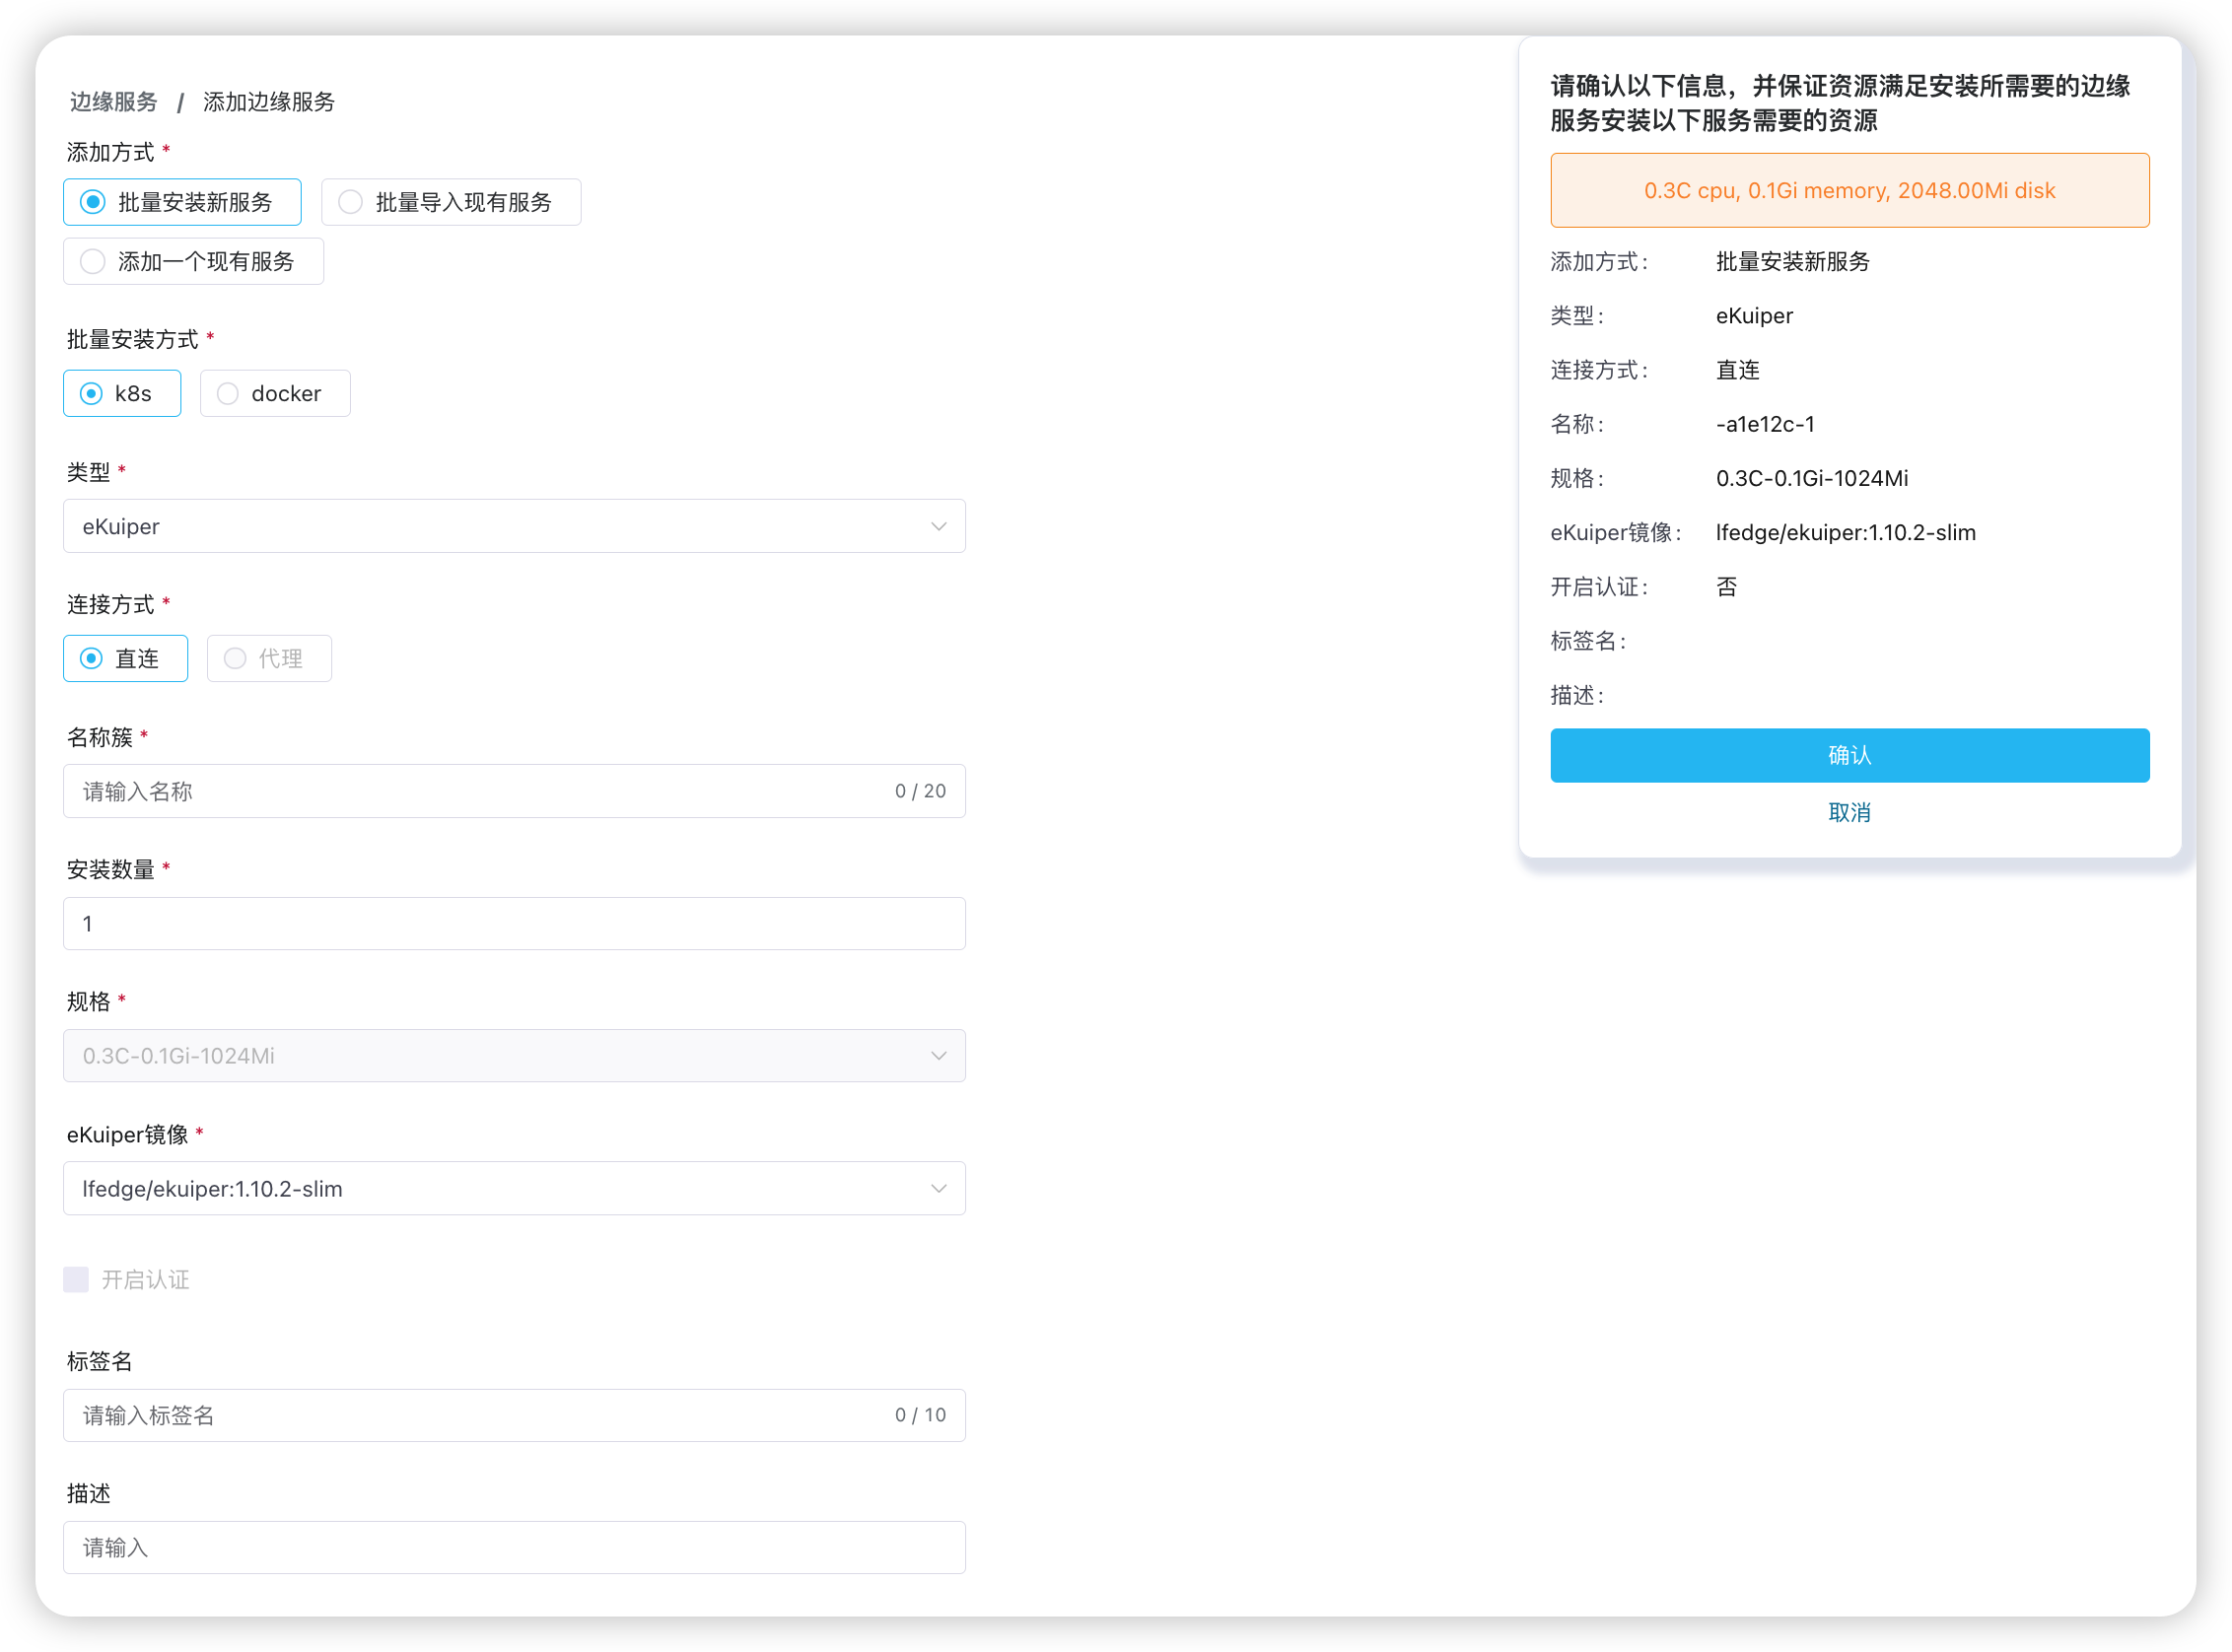 边缘服务 / 添加边缘服务
添加方式 *
批量安装新服务
批量导入现有服务
添加一个现有服务
批量安装方式 *
k8s
docker
类型 *
eKuiper
连接方式 *
直连
代理
名称簇 *
请输入名称
0 / 20
安装数量 *
1
规格 *
0.3C-0.1Gi-1024Mi
eKuiper镜像 *
lfedge/ekuiper:1.10.2-slim
开启认证
标签名
请输入标签名
0 / 10
描述
请输入
请确认以下信息，并保证资源满足安装所需要的边缘
服务安装以下服务需要的资源
0.3C cpu, 0.1Gi memory, 2048.00Mi disk
添加方式: 批量安装新服务
类型: eKuiper
连接方式: 直连
名称: -a1e12c-1
规格: 0.3C-0.1Gi-1024Mi
eKuiper镜像: lfedge/ekuiper:1.10.2-slim
开启认证: 否
标签名:
描述:
确认
取消